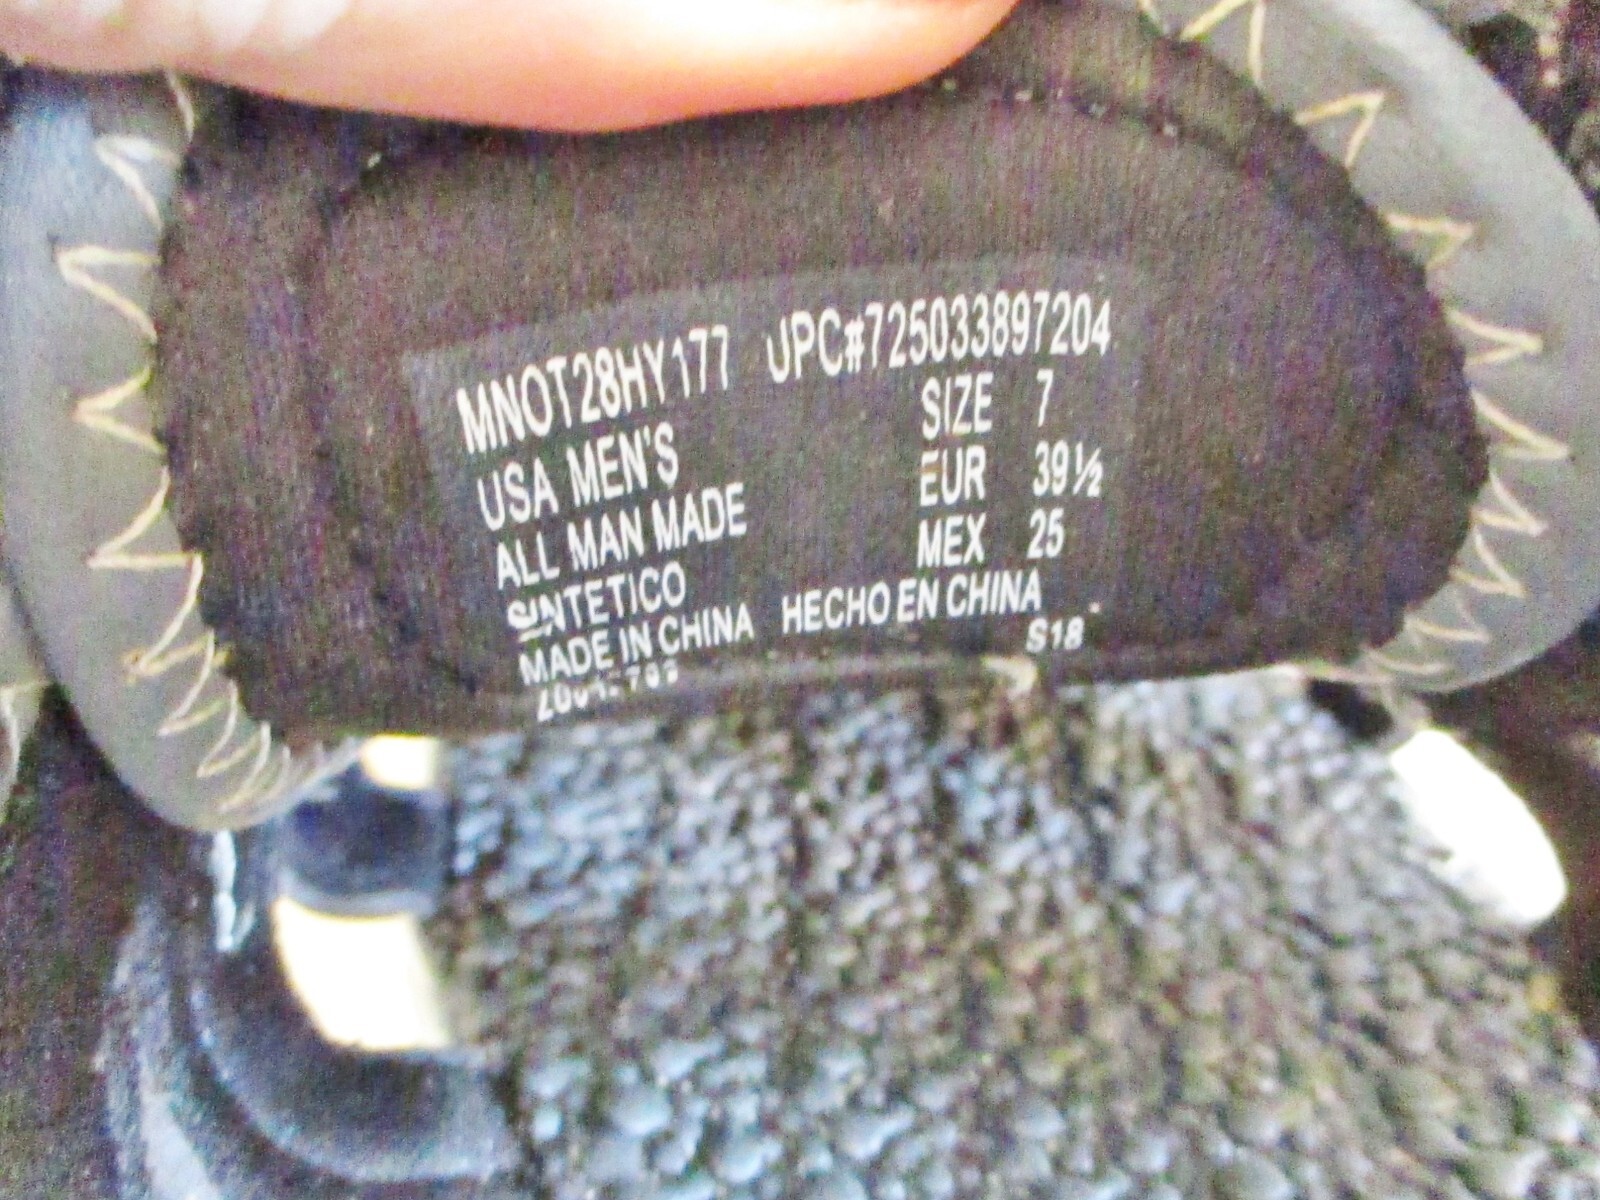 MNOT28HY177 UPC#725033897204
USA MEN'S SIZE 7
ALL MAN MADE EUR 39½
SINTETICO MEX 25
MADE IN CHINA HECHO EN CHINA
S18